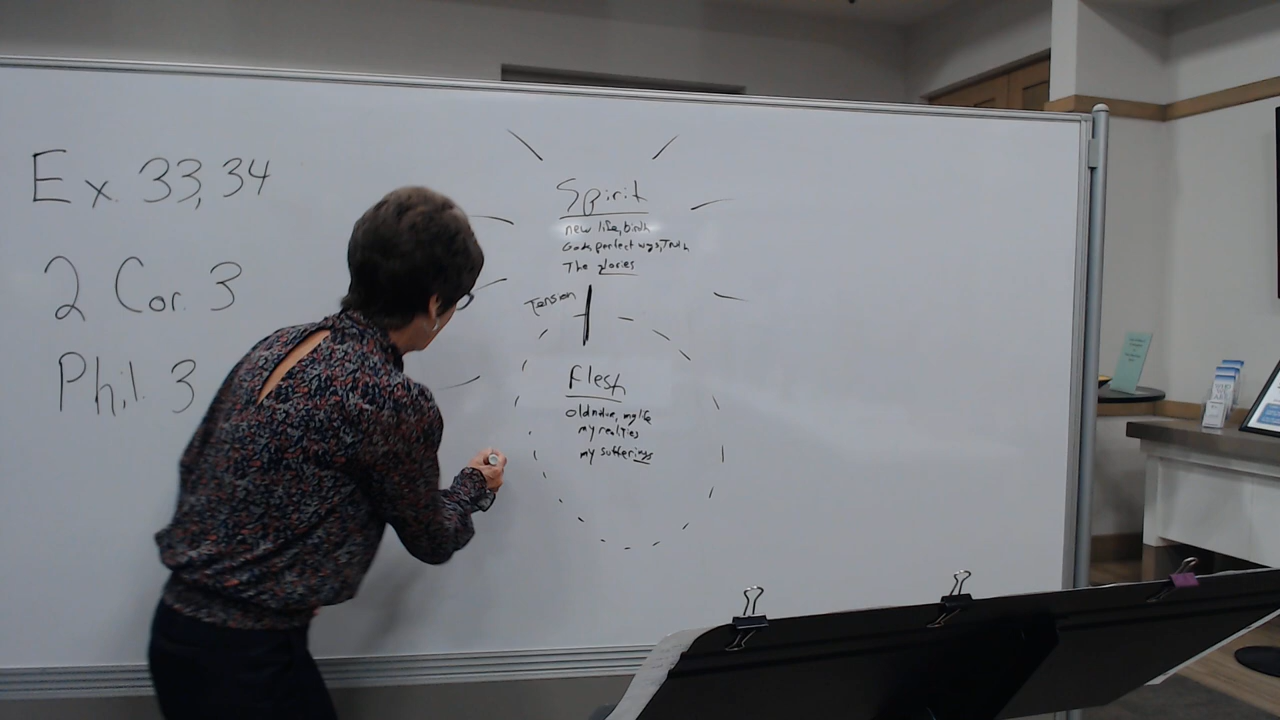 Ex. 33, 34
2 Cor. 3
Phil. 3
Spirit
new life, birth
Gods perfect ways, Truth
The glories
Tension
Flesh
old nature, my life
my realities
my sufferings